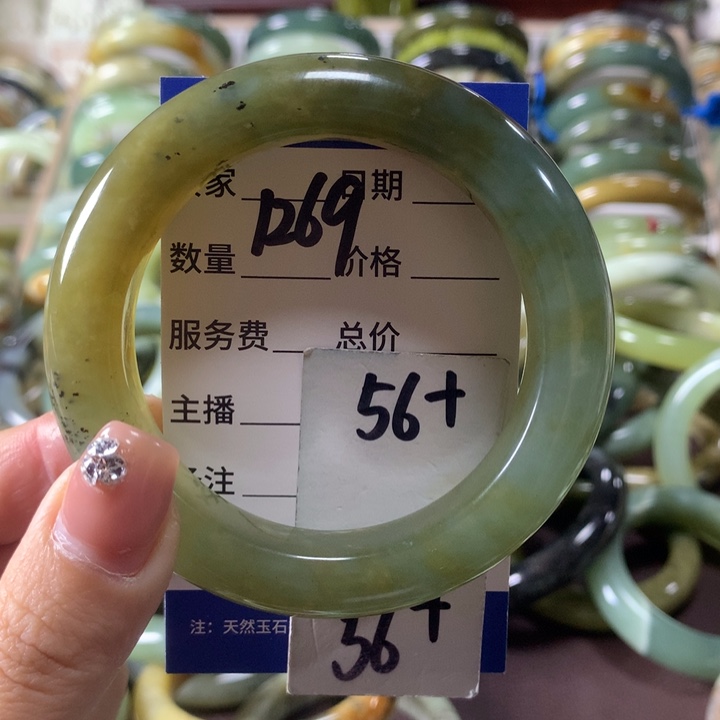 家 D269 日期
数量 价格
服务费 总价
主播 56+
注
注：天然玉石
56+